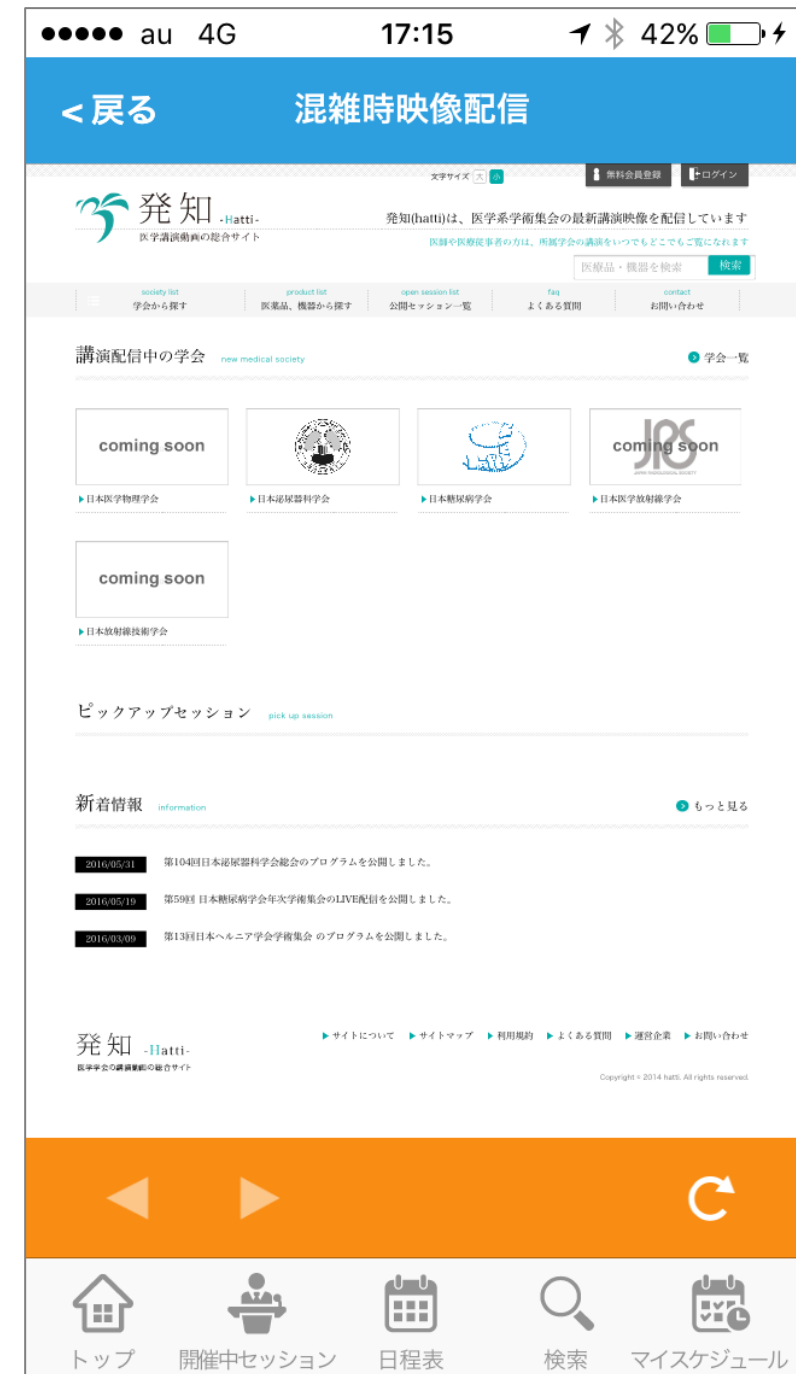 au 4G 17:15 42%
<戻る 混雑時映像配信
文字サイズ 大 小 無料会員登録 ログイン
発知 -Hatti-
医学講演動画の総合サイト
発知(hatti)は、医学系学術集会の最新講演映像を配信しています
医師や医療従事者の方は、所属学会の講演をいつでもどこでもご覧になれます
医療品・機器を検索 検索
society list product list open session list faq contact
学会から探す 医薬品、機器から探す 公開セッション一覧 よくある質問 お問い合わせ
講演配信中の学会 new medical society 学会一覧
coming soon coming soon
JRS
JAPAN RADIOLOGICAL SOCIETY
日本医学物理学会 日本泌尿器科学会 日本糖尿病学会 日本医学放射線学会
coming soon
日本放射線技術学会
ピックアップセッション pick up session
新着情報 information もっと見る
2016/05/31 第104回日本泌尿器科学会総会のプログラムを公開しました。
2016/05/19 第59回 日本糖尿病学会年次学術集会のLIVE配信を公開しました。
2016/03/09 第13回日本ヘルニア学会学術集会 のプログラムを公開しました。
発知 -Hatti-
医学学会の講演動画の総合サイト
サイトについて サイトマップ 利用規約 よくある質問 運営企業 お問い合わせ
Copyright © 2014 hatti. All rights reserved.
トップ 開催中セッション 日程表 検索 マイスケジュール